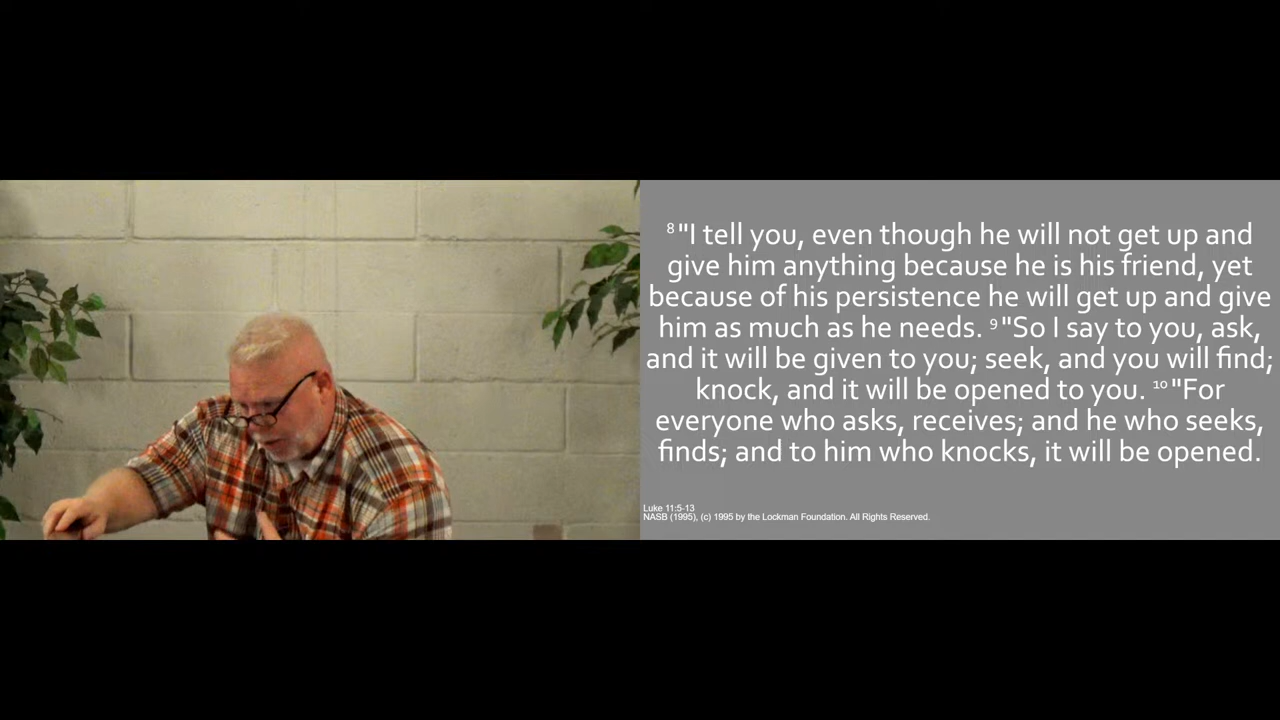 8 "I tell you, even though he will not get up and
give him anything because he is his friend, yet
because of his persistence he will get up and give
him as much as he needs. 9 "So I say to you, ask,
and it will be given to you; seek, and you will find;
knock, and it will be opened to you. 10 "For
everyone who asks, receives; and he who seeks,
finds; and to him who knocks, it will be opened.
Luke 11:5-13
NASB (1995), (c) 1995 by the Lockman Foundation. All Rights Reserved.